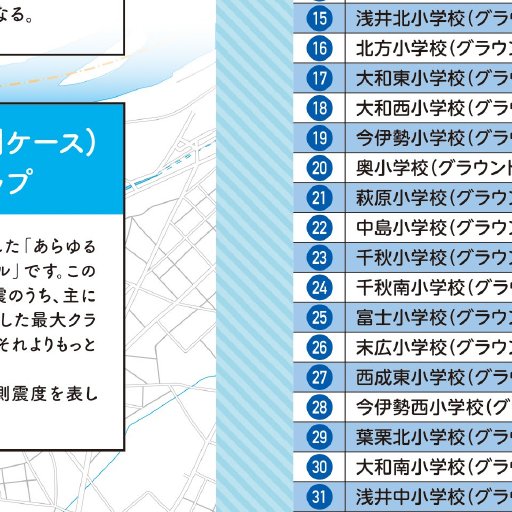 なる。
ケース）
プ
した「あらゆる
ル」です。この
震のうち、主に
した最大クラ
それよりもっと
測震度を表し
15 浅井北小学校（グラウ
16 北方小学校（グラウン
17 大和東小学校（グラウ
18 大和西小学校（グラウ
19 今伊勢小学校（グラウ
20 奥小学校（グラウンド
21 萩原小学校（グラウン
22 中島小学校（グラウン
23 千秋小学校（グラウン
24 千秋南小学校（グラウ
25 富士小学校（グラウン
26 末広小学校（グラウン
27 西成東小学校（グラウ
28 今伊勢西小学校（グ
29 葉栗北小学校（グラウ
30 大和南小学校（グラウ
31 浅井中小学校（グラウ